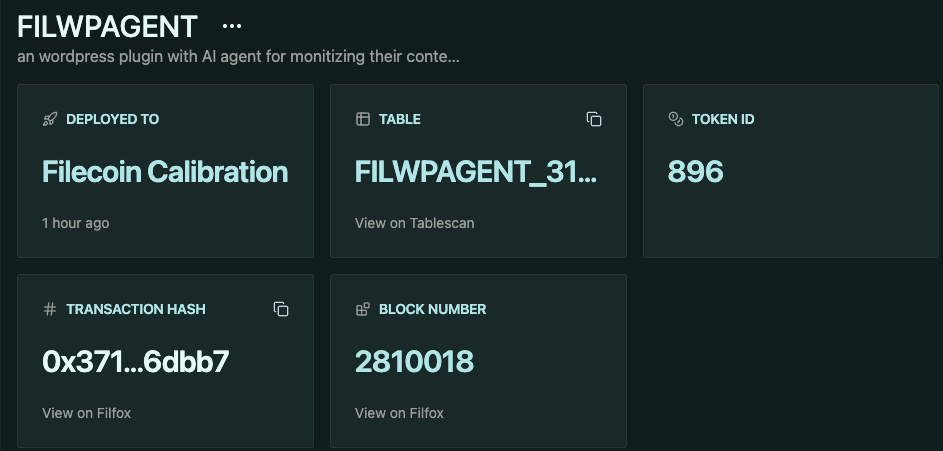 FILWPAGENT ...
an wordpress plugin with AI agent for monitizing their conte...
DEPLOYED TO
Filecoin Calibration
1 hour ago
TABLE
FILWPAGENT_31...
View on Tablescan
TOKEN ID
896
# TRANSACTION HASH
0x371...6dbb7
View on Filfox
BLOCK NUMBER
2810018
View on Filfox